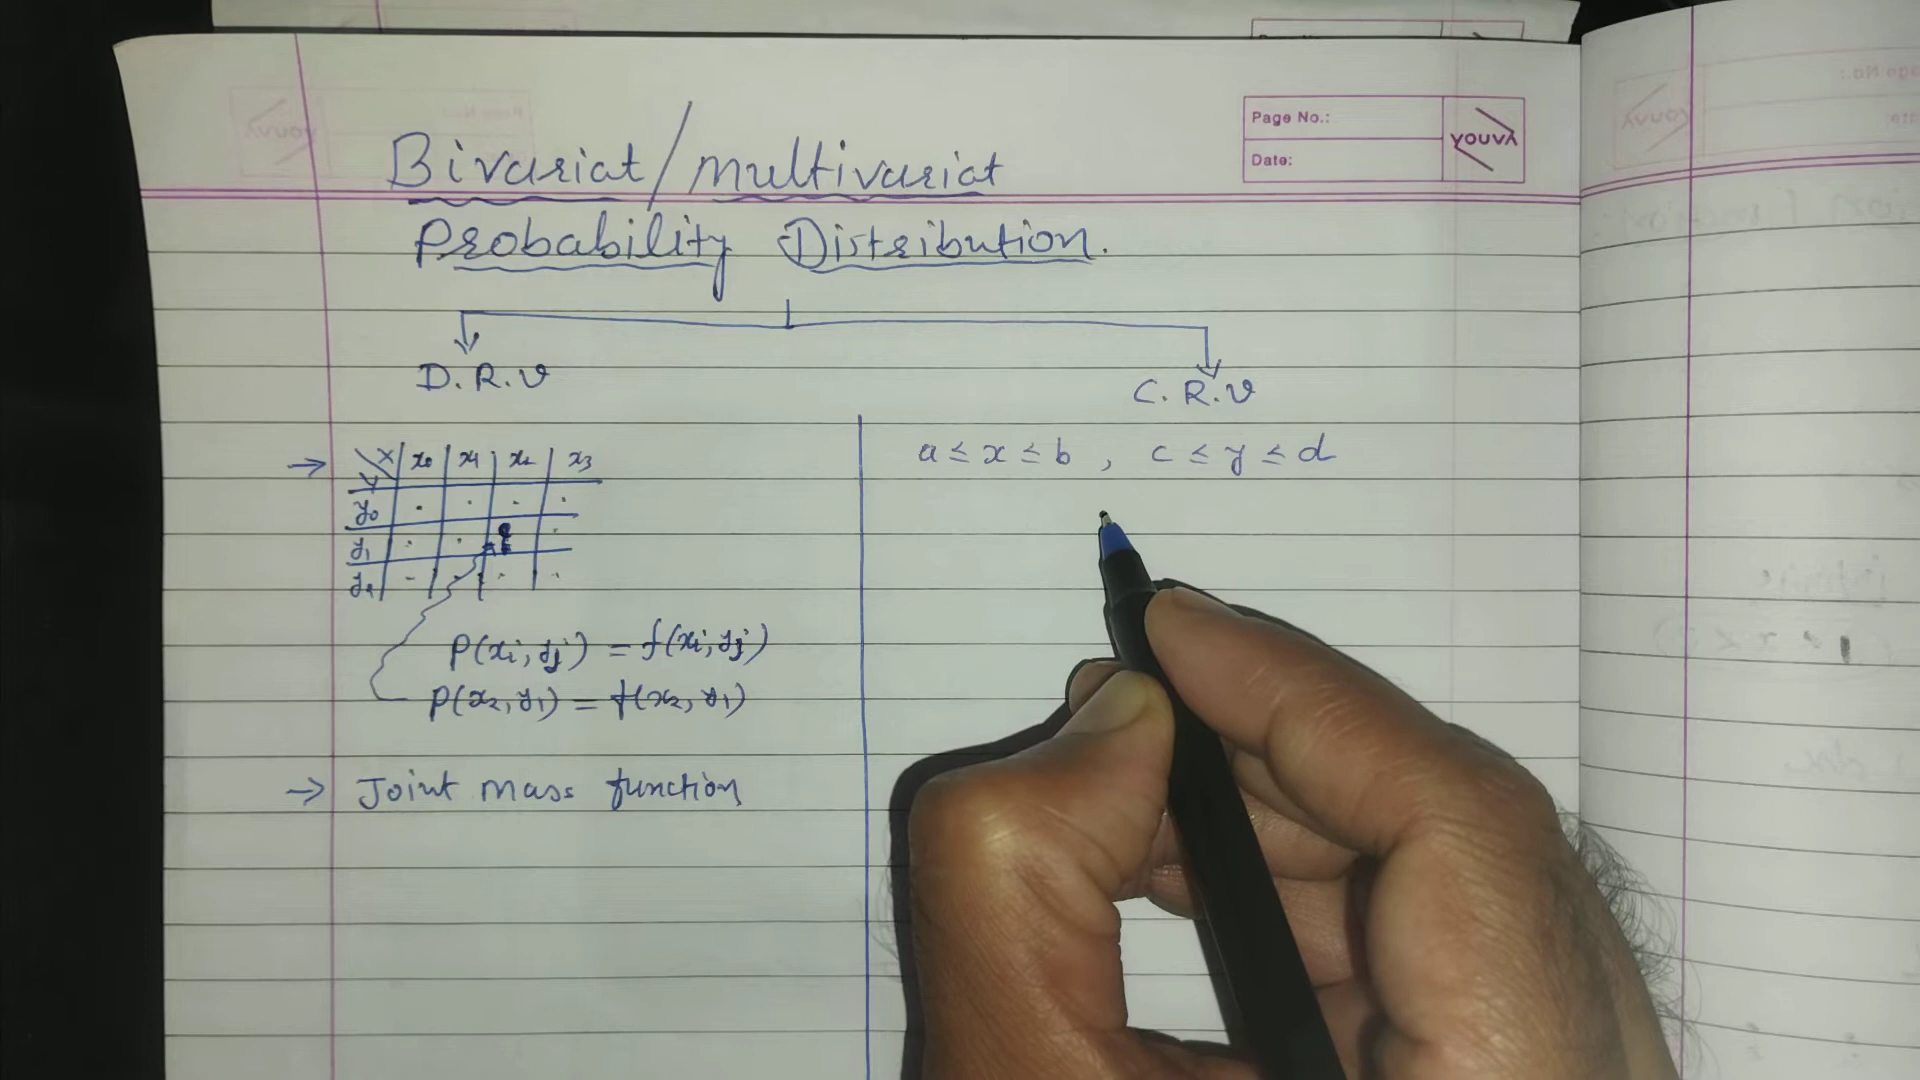 Page No.:
Date:
YOUVA
Bivariat/multivariat
Probability Distribution.
D.R.V
C.R.V
→ X x0 x1 x2 x3
Y
y0 . . . .
y1 . .
y2
a ≤ x ≤ b , c ≤ y ≤ d
P(xi, yj) = f(xi, yj)
P(x2, y1) = f(x2, y1)
→ Joint mass function